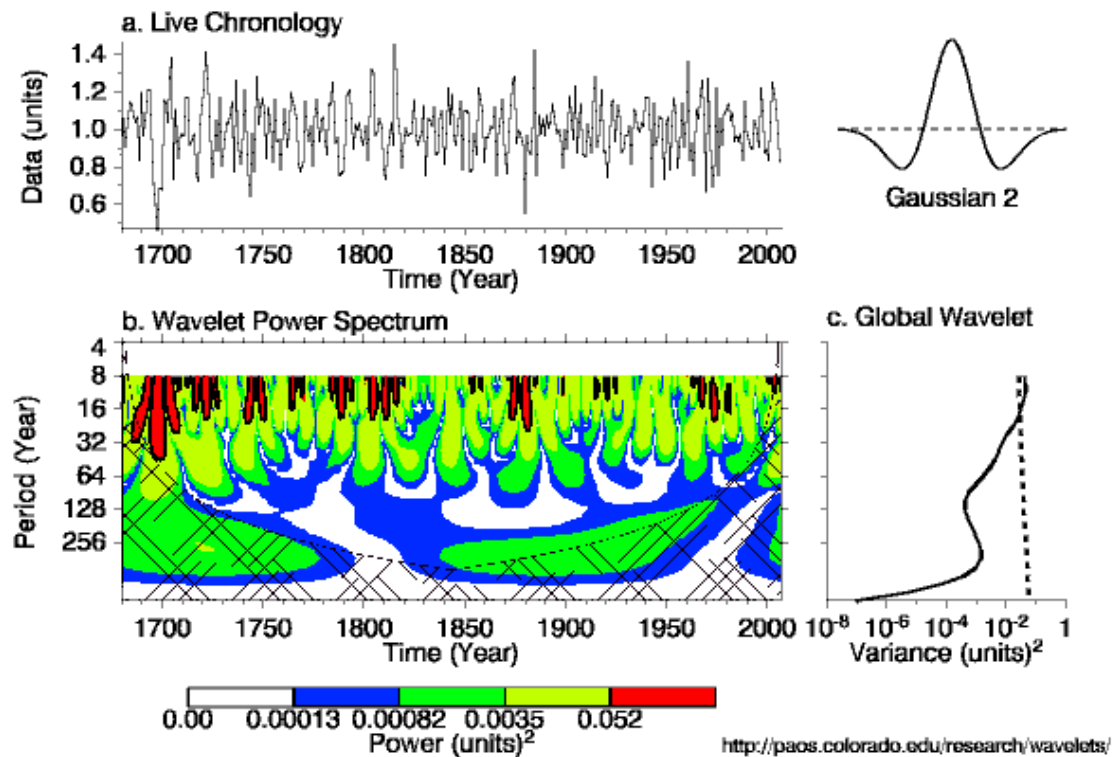 a. Live Chronology
Data (units)
1.4
1.2
1.0
0.8
0.6
1700 1750 1800 1850 1900 1950 2000
Time (Year)
Gaussian 2
b. Wavelet Power Spectrum
Period (Year)
4
8
16
32
64
128
256
1700 1750 1800 1850 1900 1950 2000
Time (Year)
c. Global Wavelet
10-8 10-6 10-4 10-2 1
Variance (units)2
0.00 0.00013 0.00082 0.0035 0.052
Power (units)2
http://paos.colorado.edu/research/wavelets/